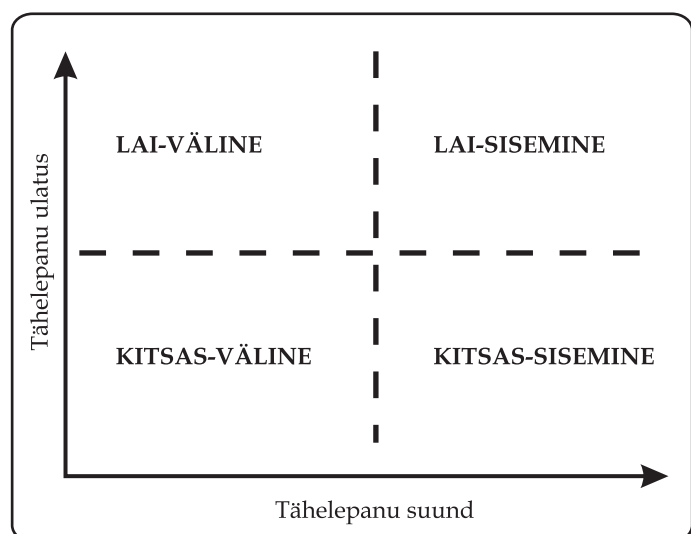 Tähelepanu ulatus
LAI-VÄLINE
LAI-SISEMINE
KITSAS-VÄLINE
KITSAS-SISEMINE
Tähelepanu suund